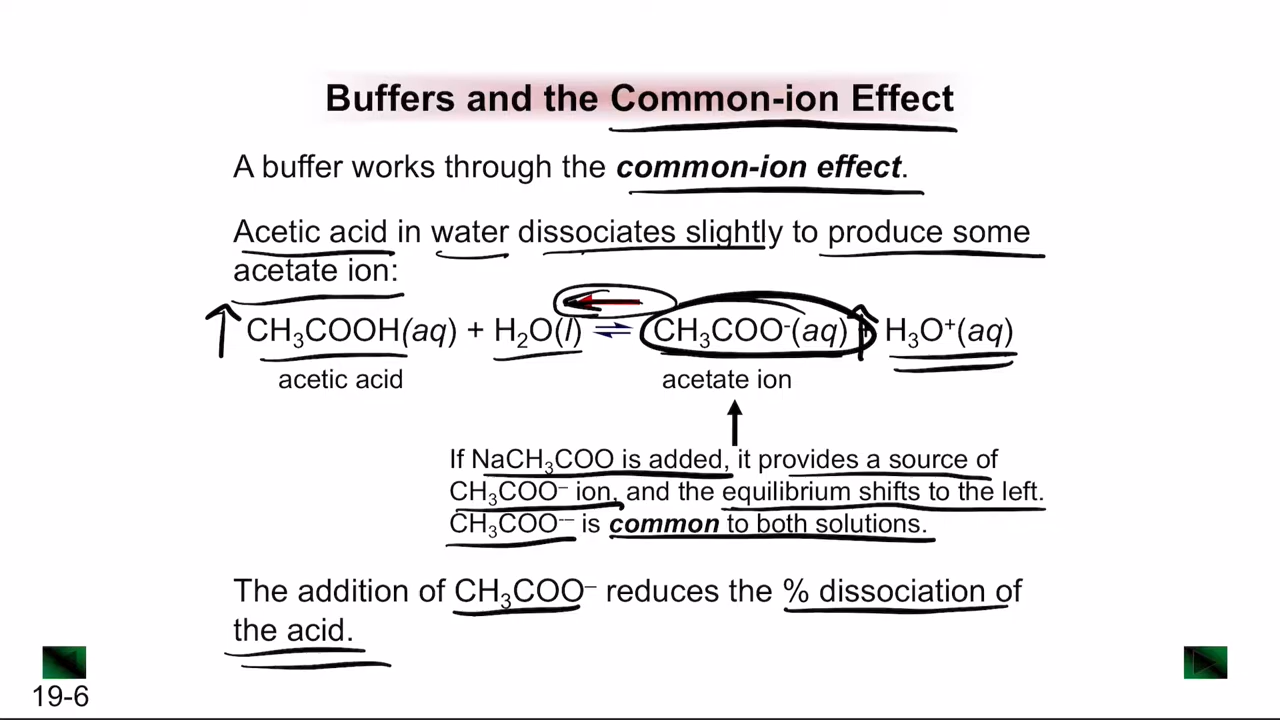 Buffers and the Common-ion Effect
A buffer works through the common-ion effect.
Acetic acid in water dissociates slightly to produce some
acetate ion:
CH₃COOH(aq) + H₂O(l) ⇌ CH₃COO⁻(aq) + H₃O⁺(aq)
acetic acid acetate ion
If NaCH₃COO is added, it provides a source of
CH₃COO⁻ ion, and the equilibrium shifts to the left.
CH₃COO⁻ is common to both solutions.
The addition of CH₃COO⁻ reduces the % dissociation of
the acid.
19-6